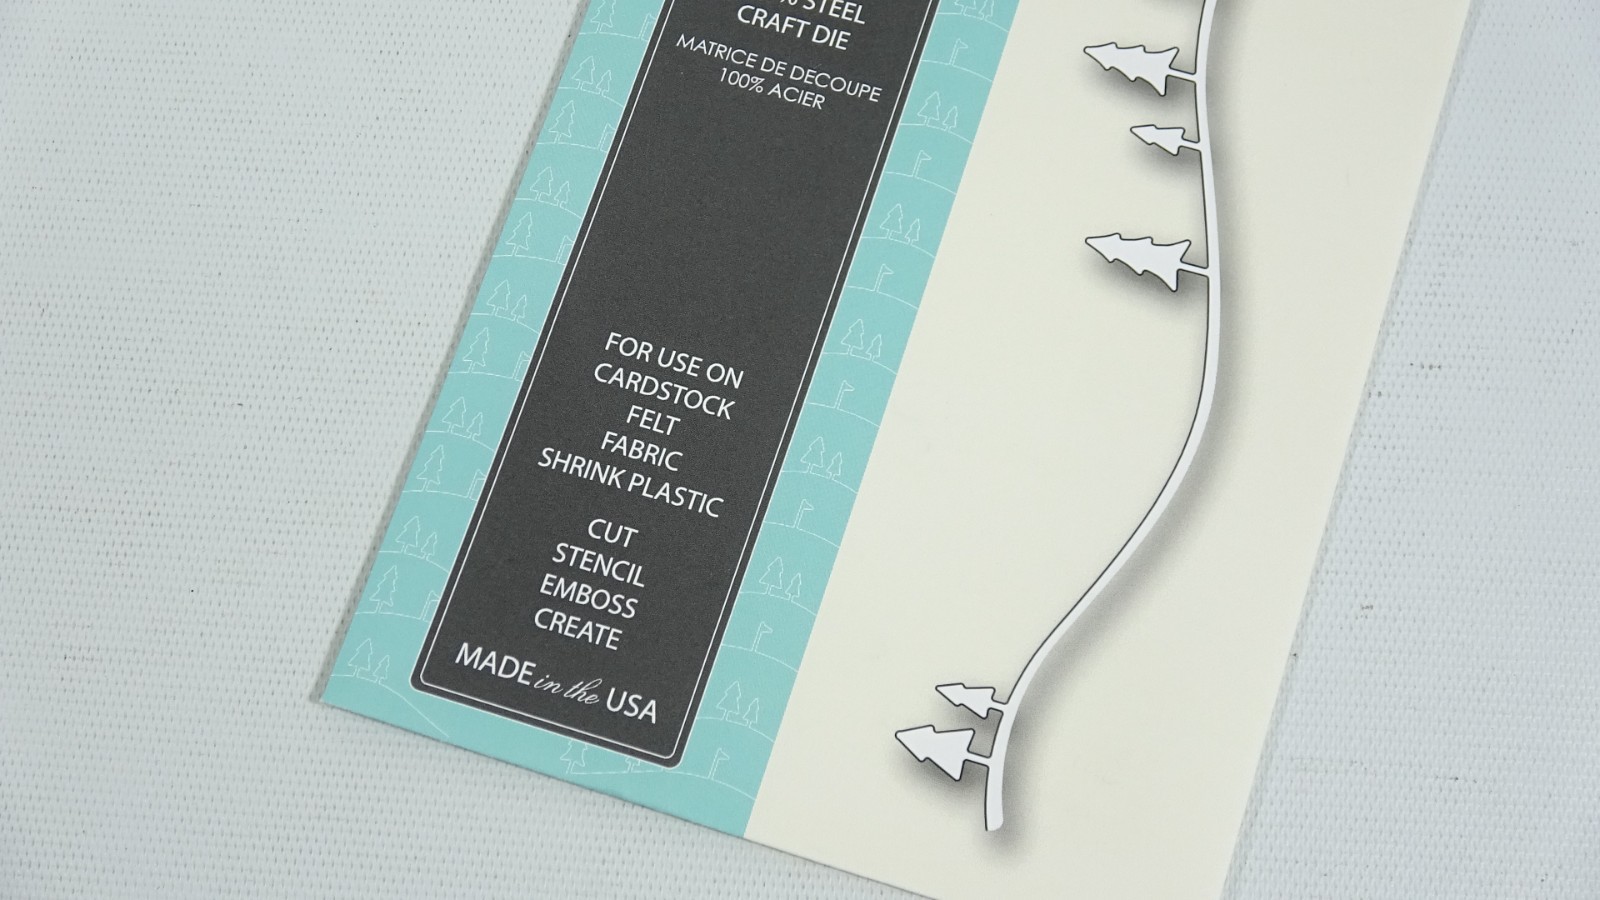 % STEEL
CRAFT DIE
MATRICE DE DECOUPE
100% ACIER
FOR USE ON
CARDSTOCK
FELT
FABRIC
SHRINK PLASTIC
CUT
STENCIL
EMBOSS
CREATE
MADE in the USA